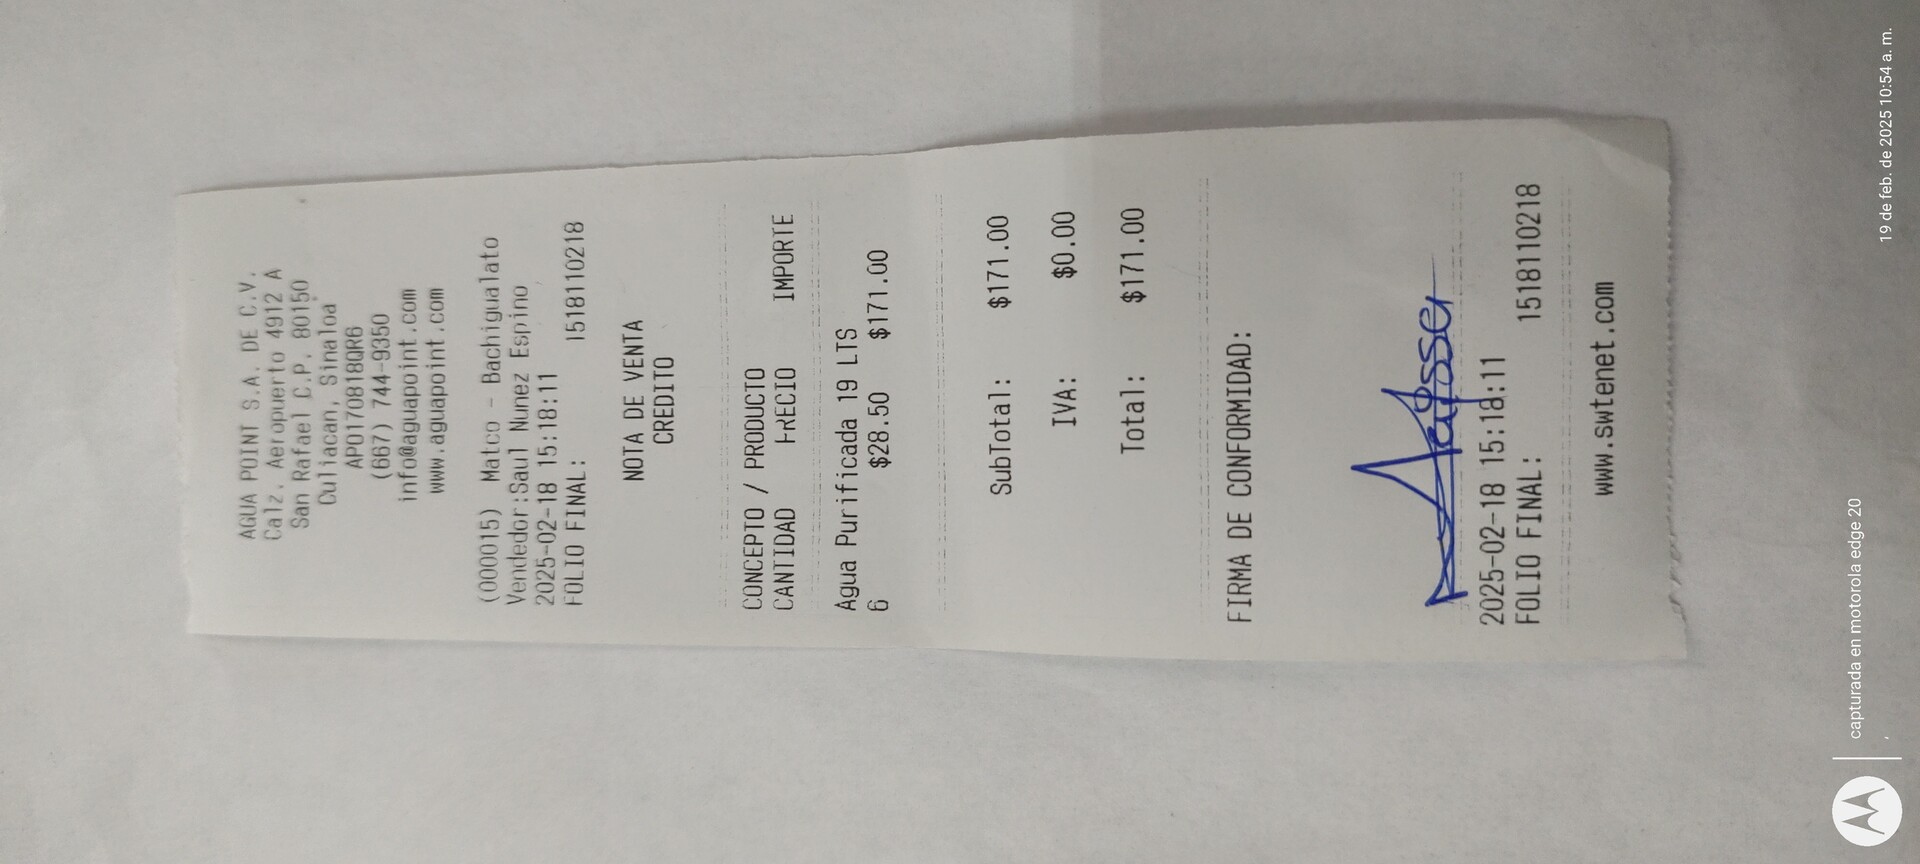 AGUA POINT S.A. DE C.V.
Calz. Aeropuerto 4912 A
San Rafael C.P. 80150
Culiacan, Sinaloa
APO170818QR6
(667) 744-9350
info@aguapoint.com
www.aguapoint.com
(000015) Matco - Bachigualato
Vendedor:Saul Nunez Espino
2025-02-18 15:18:11
FOLIO FINAL: 1518110218
NOTA DE VENTA
CREDITO
CONCEPTO / PRODUCTO
CANTIDAD PRECIO IMPORTE
Agua Purificada 19 LTS
6 $28.50 $171.00
SubTotal: $171.00
IVA: $0.00
Total: $171.00
FIRMA DE CONFORMIDAD:
2025-02-18 15:18:11
FOLIO FINAL: 1518110218
www.swtenet.com
capturada en motorola edge 20
19 de feb. de 2025 10:54 a. m.